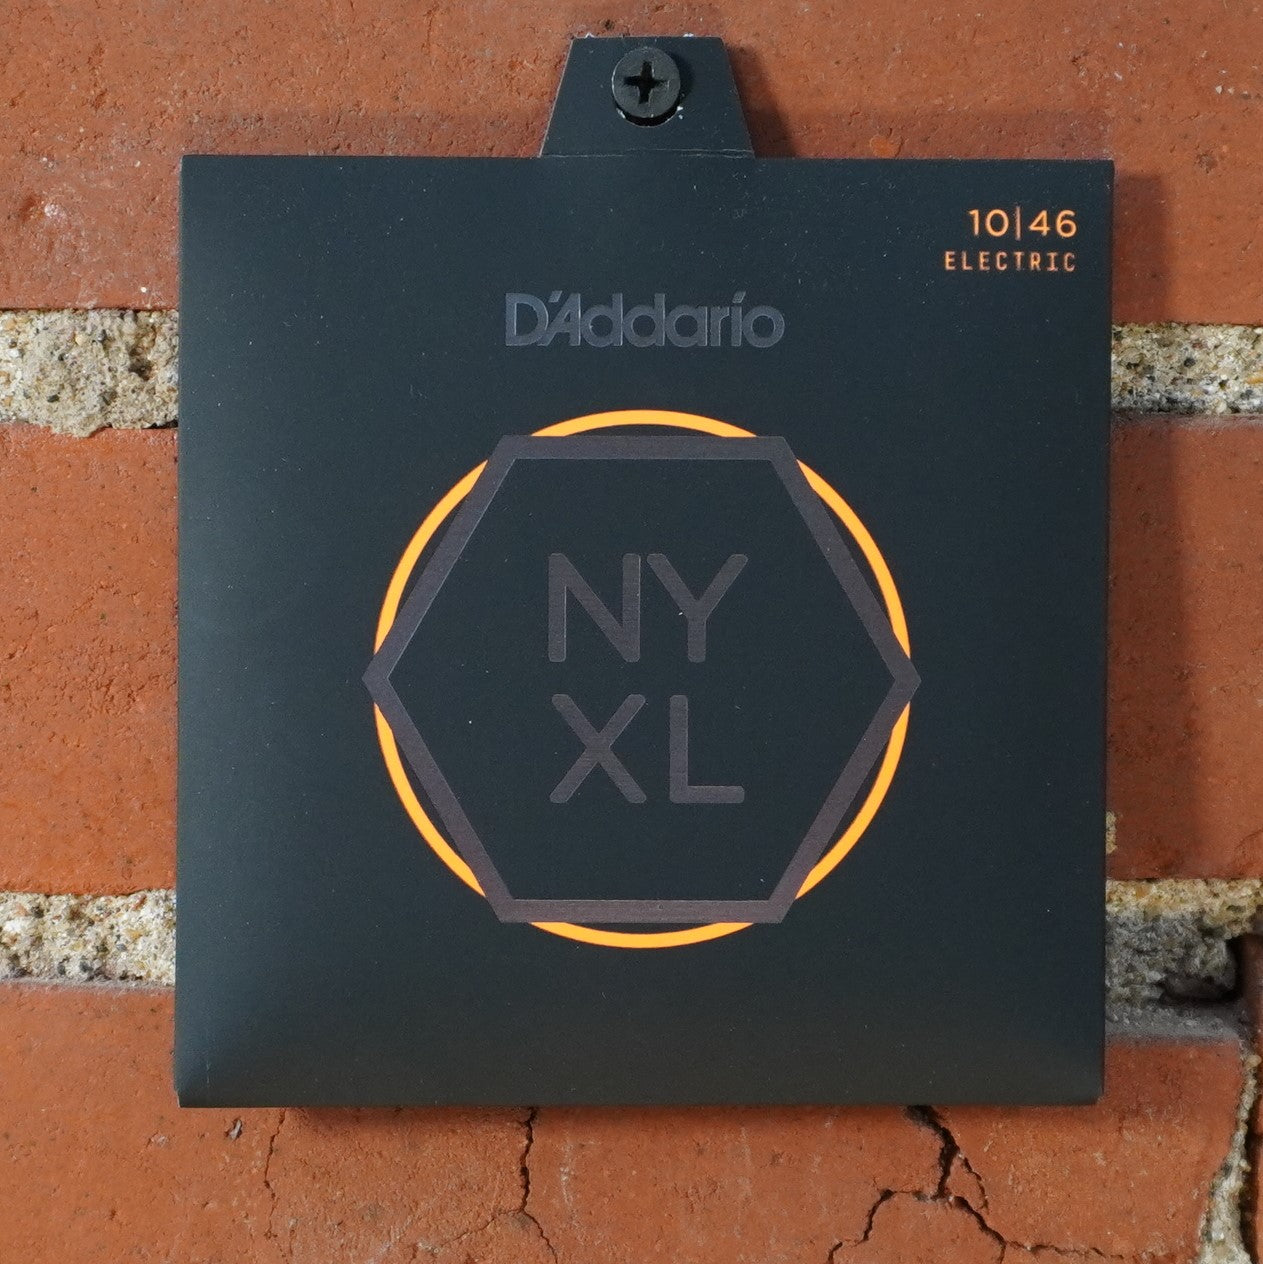 10|46
ELECTRIC
D'Addario
NY
XL